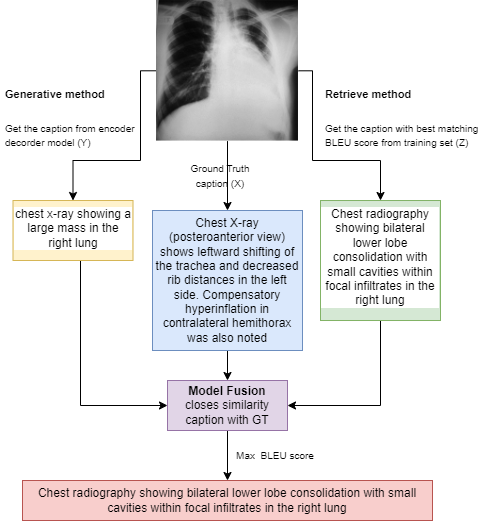 Generative method
Get the caption from encoder
decorder model (Y)
Retrieve method
Get the caption with best matching
BLEU score from training set (Z)
Ground Truth
caption (X)
chest x-ray showing a
large mass in the
right lung
Chest X-ray
(posteroanterior view)
shows leftward shifting of
the trachea and decreased
rib distances in the left
side. Compensatory
hyperinflation in
contralateral hemithorax
was also noted
Chest radiography
showing bilateral
lower lobe
consolidation with
small cavities within
focal infiltrates in the
right lung
Model Fusion
closes similarity
caption with GT
Max BLEU score
Chest radiography showing bilateral lower lobe consolidation with small
cavities within focal infiltrates in the right lung